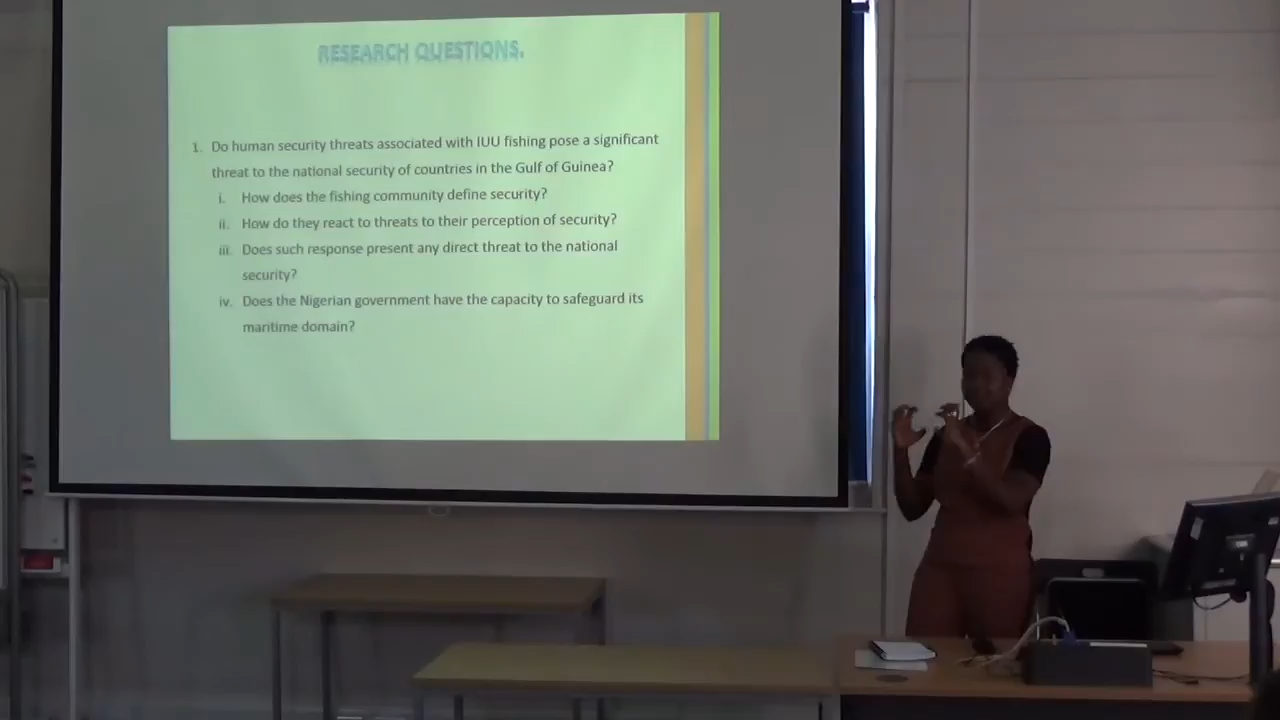 RESEARCH QUESTIONS.
1. Do human security threats associated with IUU fishing pose a significant
threat to the national security of countries in the Gulf of Guinea?
i. How does the fishing community define security?
ii. How do they react to threats to their perception of security?
iii. Does such response present any direct threat to the national
security?
iv. Does the Nigerian government have the capacity to safeguard its
maritime domain?